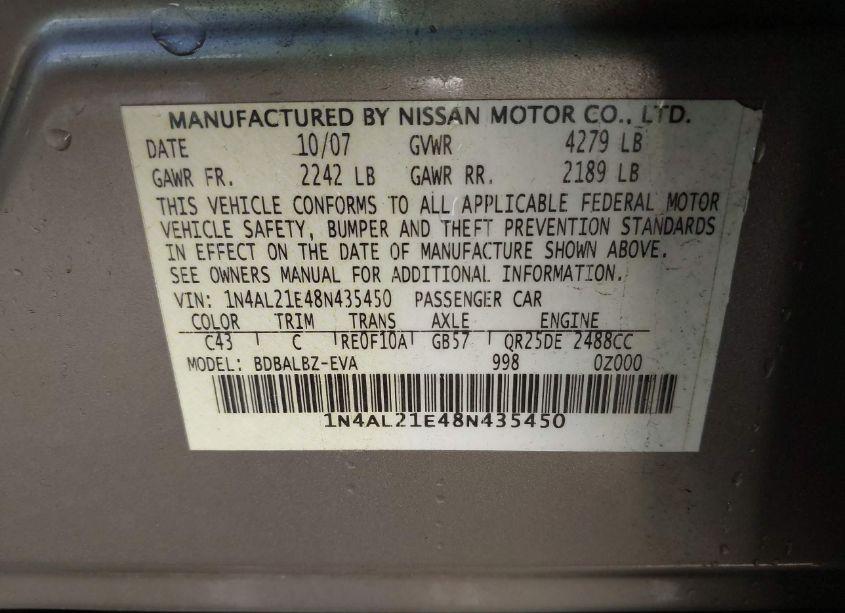 MANUFACTURED BY NISSAN MOTOR CO., LTD.
DATE 10/07 GVWR 4279 LB
GAWR FR. 2242 LB GAWR RR. 2189 LB
THIS VEHICLE CONFORMS TO ALL APPLICABLE FEDERAL MOTOR
VEHICLE SAFETY, BUMPER AND THEFT PREVENTION STANDARDS
IN EFFECT ON THE DATE OF MANUFACTURE SHOWN ABOVE.
SEE OWNERS MANUAL FOR ADDITIONAL INFORMATION.
VIN: 1N4AL21E48N435450 PASSENGER CAR
COLOR TRIM TRANS AXLE ENGINE
C43 C RE0F10A GB57 QR25DE 2488CC
MODEL: BDBALBZ-EVA 998 0Z000
1N4AL21E48N435450